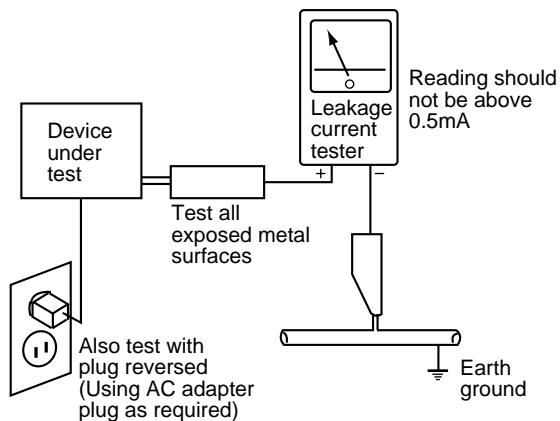 Device
under
test
Leakage
current
tester
Reading should
not be above
0.5mA
+
−
Test all
exposed metal
surfaces
Also test with
plug reversed
(Using AC adapter
plug as required)
Earth
ground